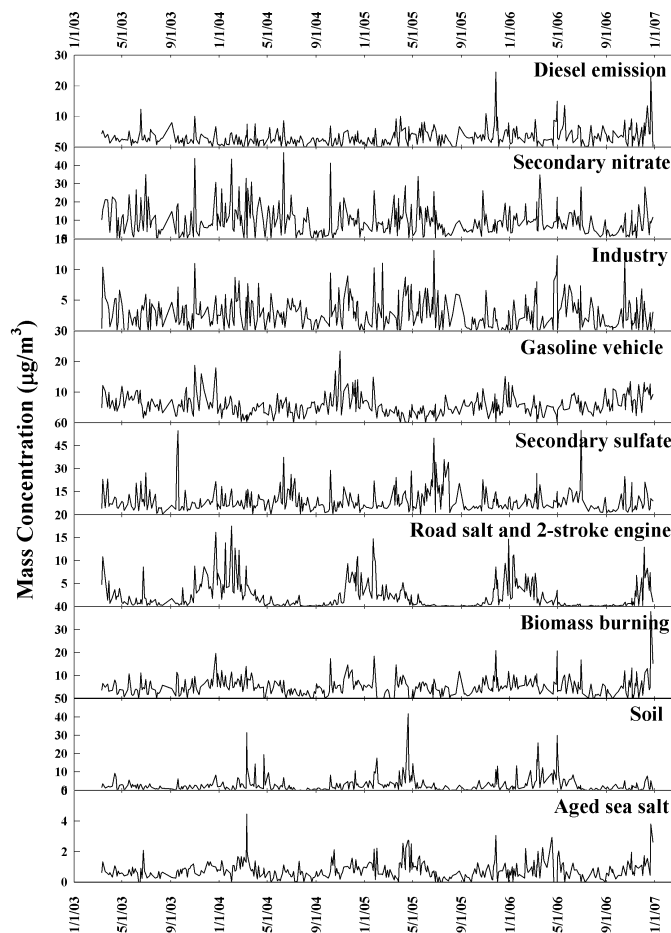 1/1/03 5/1/03 9/1/03 1/1/04 5/1/04 9/1/04 1/1/05 5/1/05 9/1/05 1/1/06 5/1/06 9/1/06 1/1/07
Mass Concentration (μg/m³)
30
Diesel emission
20
10
50
Secondary nitrate
40
30
20
10
Industry
10
5
30
Gasoline vehicle
20
10
60
Secondary sulfate
45
30
15
20
Road salt and 2-stroke engine
15
10
5
40
Biomass burning
30
20
10
50
Soil
40
30
20
10
Aged sea salt
4
2
0
1/1/03 5/1/03 9/1/03 1/1/04 5/1/04 9/1/04 1/1/05 5/1/05 9/1/05 1/1/06 5/1/06 9/1/06 1/1/07